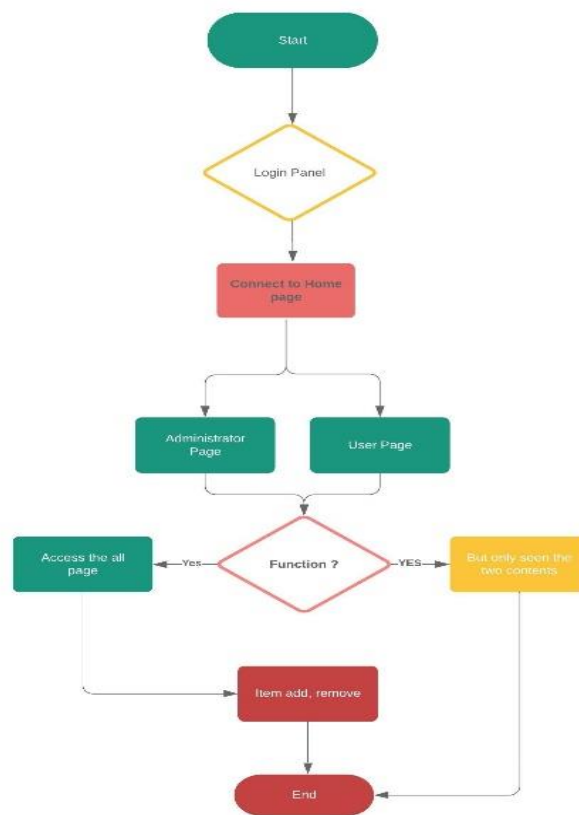 Start
Login Panel
Connect to Home
page
Administrator
Page
User Page
Access the all
page
Yes
Function ?
YES
But only seen the
two contents
Item add, remove
End